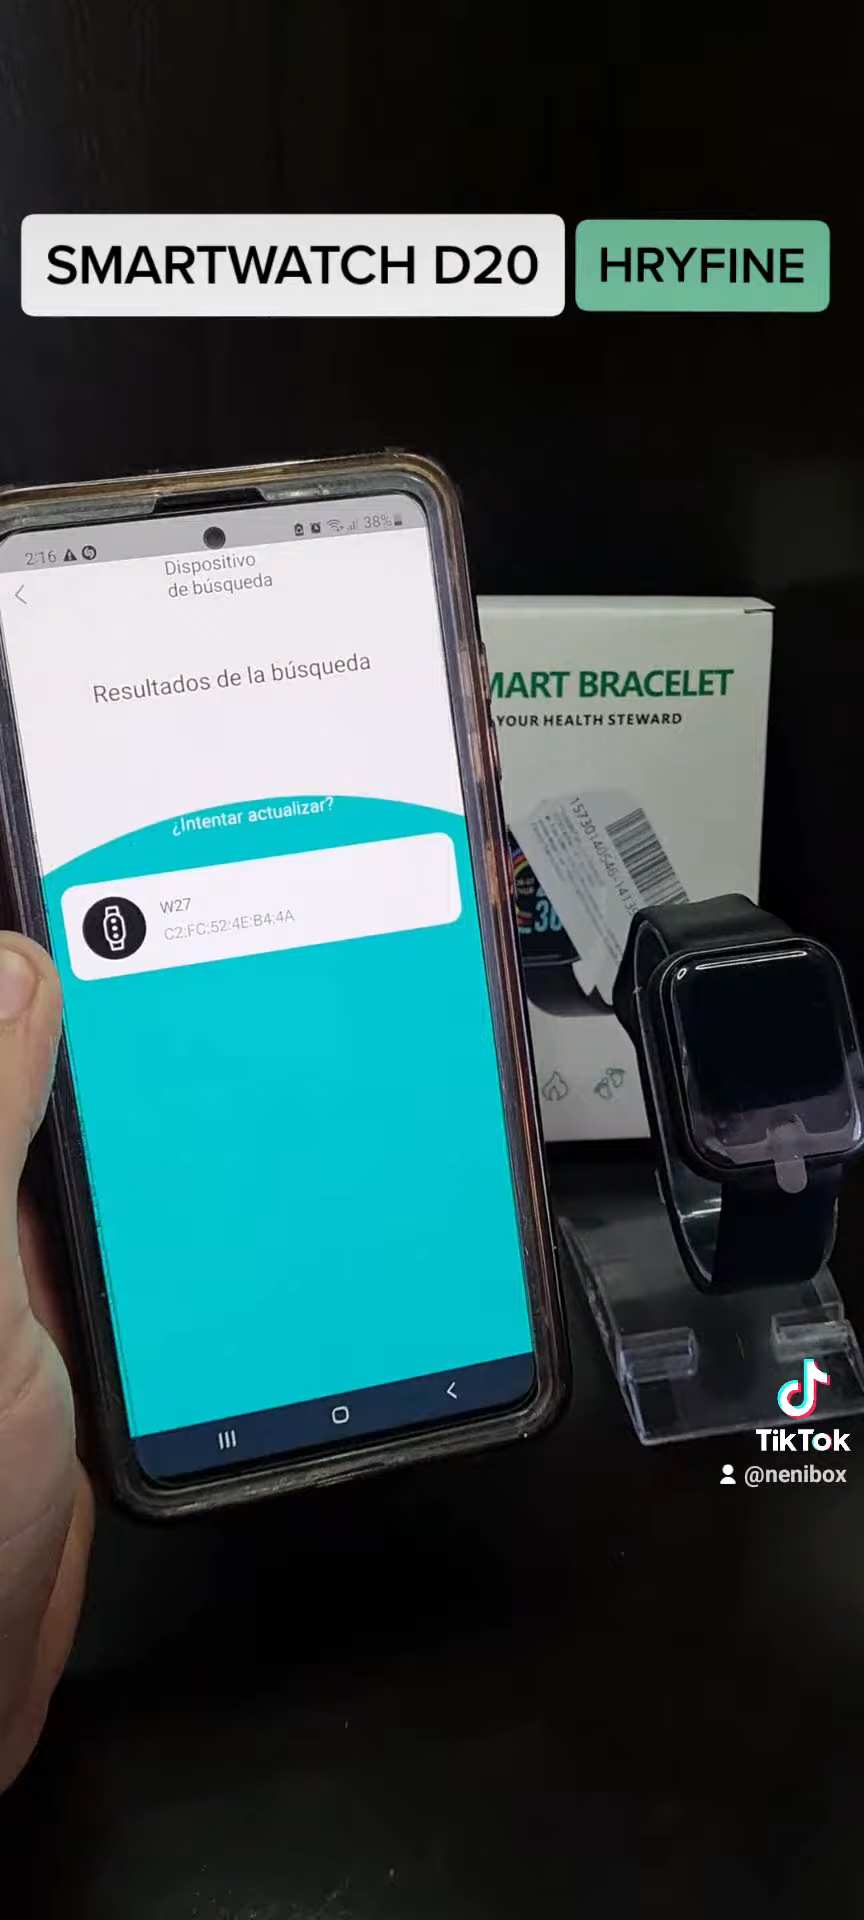 SMARTWATCH D20 HRYFINE
2:16
38%
Dispositivo
de búsqueda
Resultados de la búsqueda
¿Intentar actualizar?
W27
C2:FC:52:4E:B4:4A
MART BRACELET
YOUR HEALTH STEWARD
TikTok
@nenibox